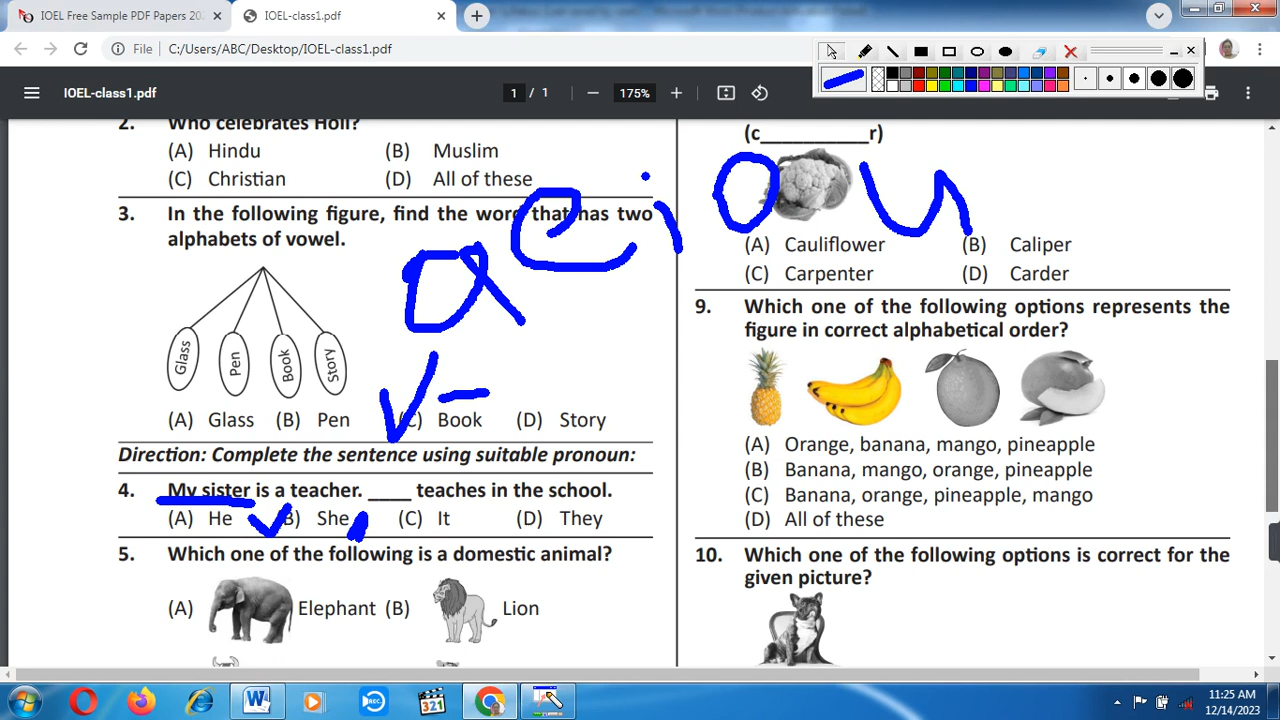 IOEL Free Sample PDF Papers 202
IOEL-class1.pdf
File
C:/Users/ABC/Desktop/IOEL-class1.pdf
IOEL-class1.pdf
1 / 1
175%
2. Who celebrates Holi?
(A) Hindu (B) Muslim
(C) Christian (D) All of these
3. In the following figure, find the word that has two
alphabets of vowel.
Glass Pen Book Story
(A) Glass (B) Pen (C) Book (D) Story
Direction: Complete the sentence using suitable pronoun:
4. My sister is a teacher. ____ teaches in the school.
(A) He (B) She (C) It (D) They
5. Which one of the following is a domestic animal?
(A) Elephant (B) Lion
a e i o u
(c__________r)
(A) Cauliflower (B) Caliper
(C) Carpenter (D) Carder
9. Which one of the following options represents the
figure in correct alphabetical order?
(A) Orange, banana, mango, pineapple
(B) Banana, mango, orange, pineapple
(C) Banana, orange, pineapple, mango
(D) All of these
10. Which one of the following options is correct for the
given picture?
W
REC
321
11:25 AM
12/14/2023